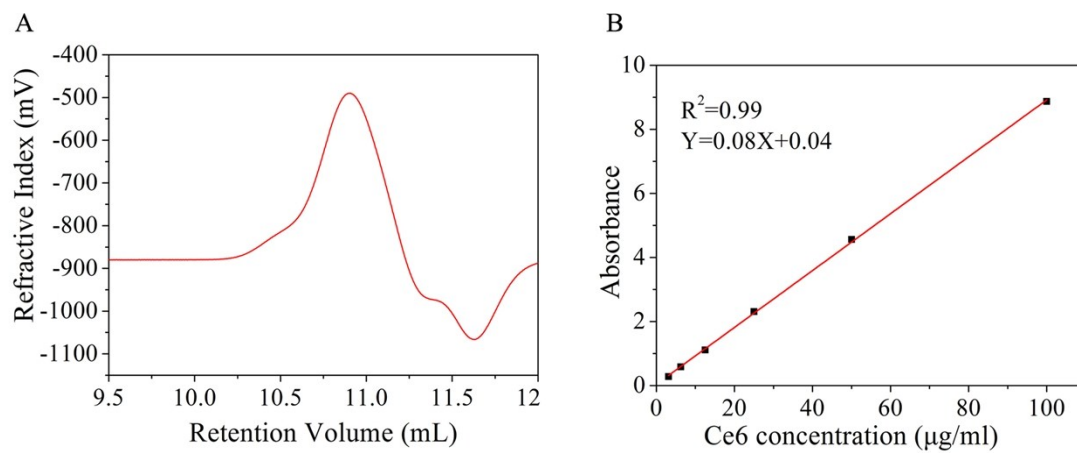 A
Refractive Index (mV)
-400
-500
-600
-700
-800
-900
-1000
-1100
9.5 10.0 10.5 11.0 11.5 12
Retention Volume (mL)
B
Absorbance
10
8
6
4
2
0
R²=0.99
Y=0.08X+0.04
0 20 40 60 80 100
Ce6 concentration (μg/ml)